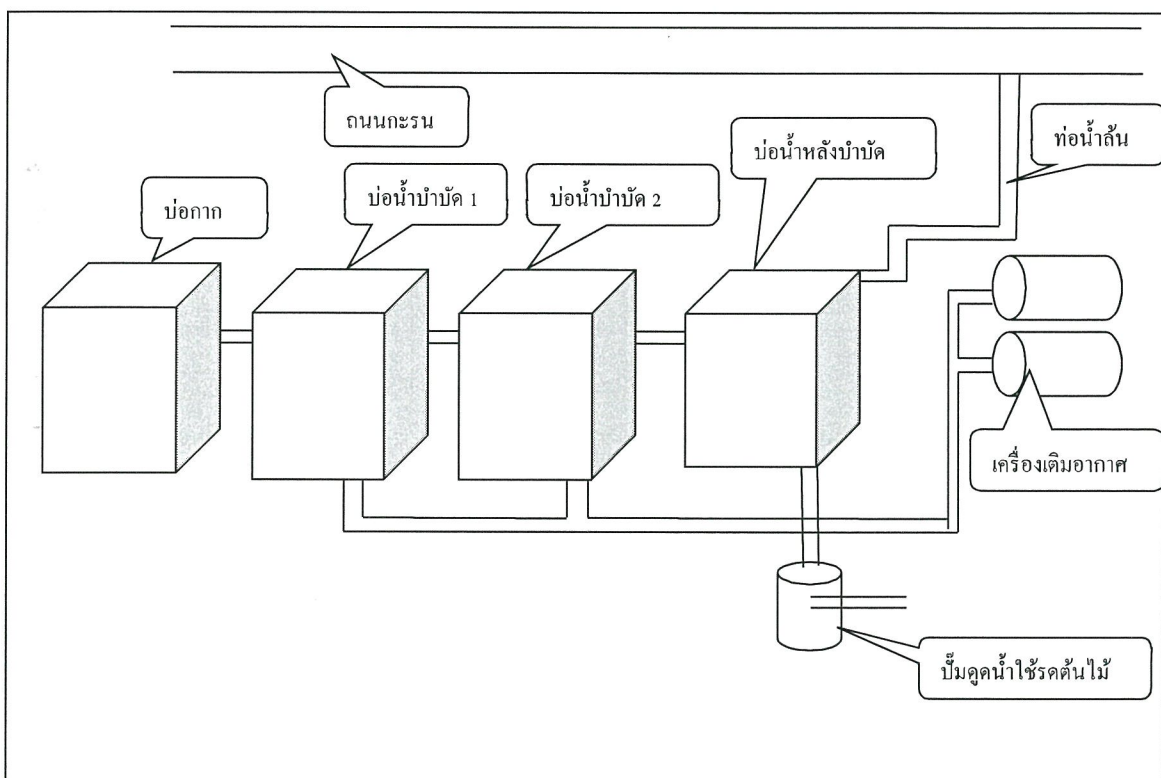 ถนนกะรน
บ่อน้ำหลังบำบัด
ท่อน้ำล้น
บ่อกาก
บ่อน้ำบำบัด 1
บ่อน้ำบำบัด 2
เครื่องเติมอากาศ
ปั๊มดูดน้ำใช้รดต้นไม้